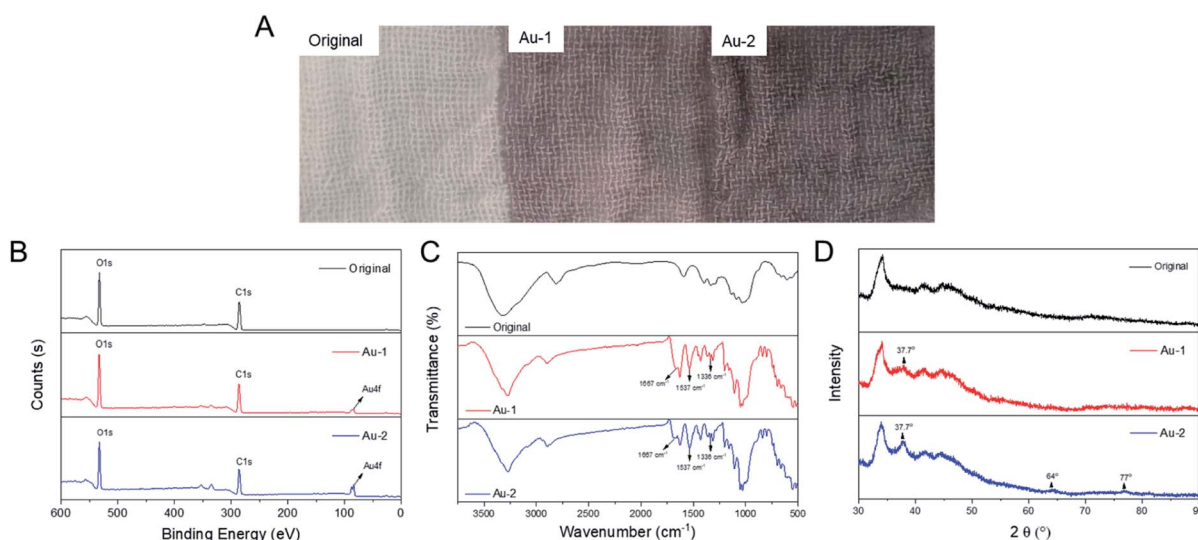 A
Original
Au-1
Au-2
B
O1s
C1s
Original
O1s
C1s
Au-1
Au4f
O1s
C1s
Au-2
Au4f
Counts (s)
600 500 400 300 200 100 0
Binding Energy (eV)
C
Original
1667 cm⁻¹
1537 cm⁻¹
1336 cm⁻¹
Au-1
1667 cm⁻¹
1537 cm⁻¹
1336 cm⁻¹
Au-2
Transmittance (%)
3500 3000 2500 2000 1500 1000 500
Wavenumber (cm⁻¹)
D
Original
37.7°
Au-1
37.7°
64°
77°
Au-2
Intensity
30 40 50 60 70 80 90
2 θ (°)